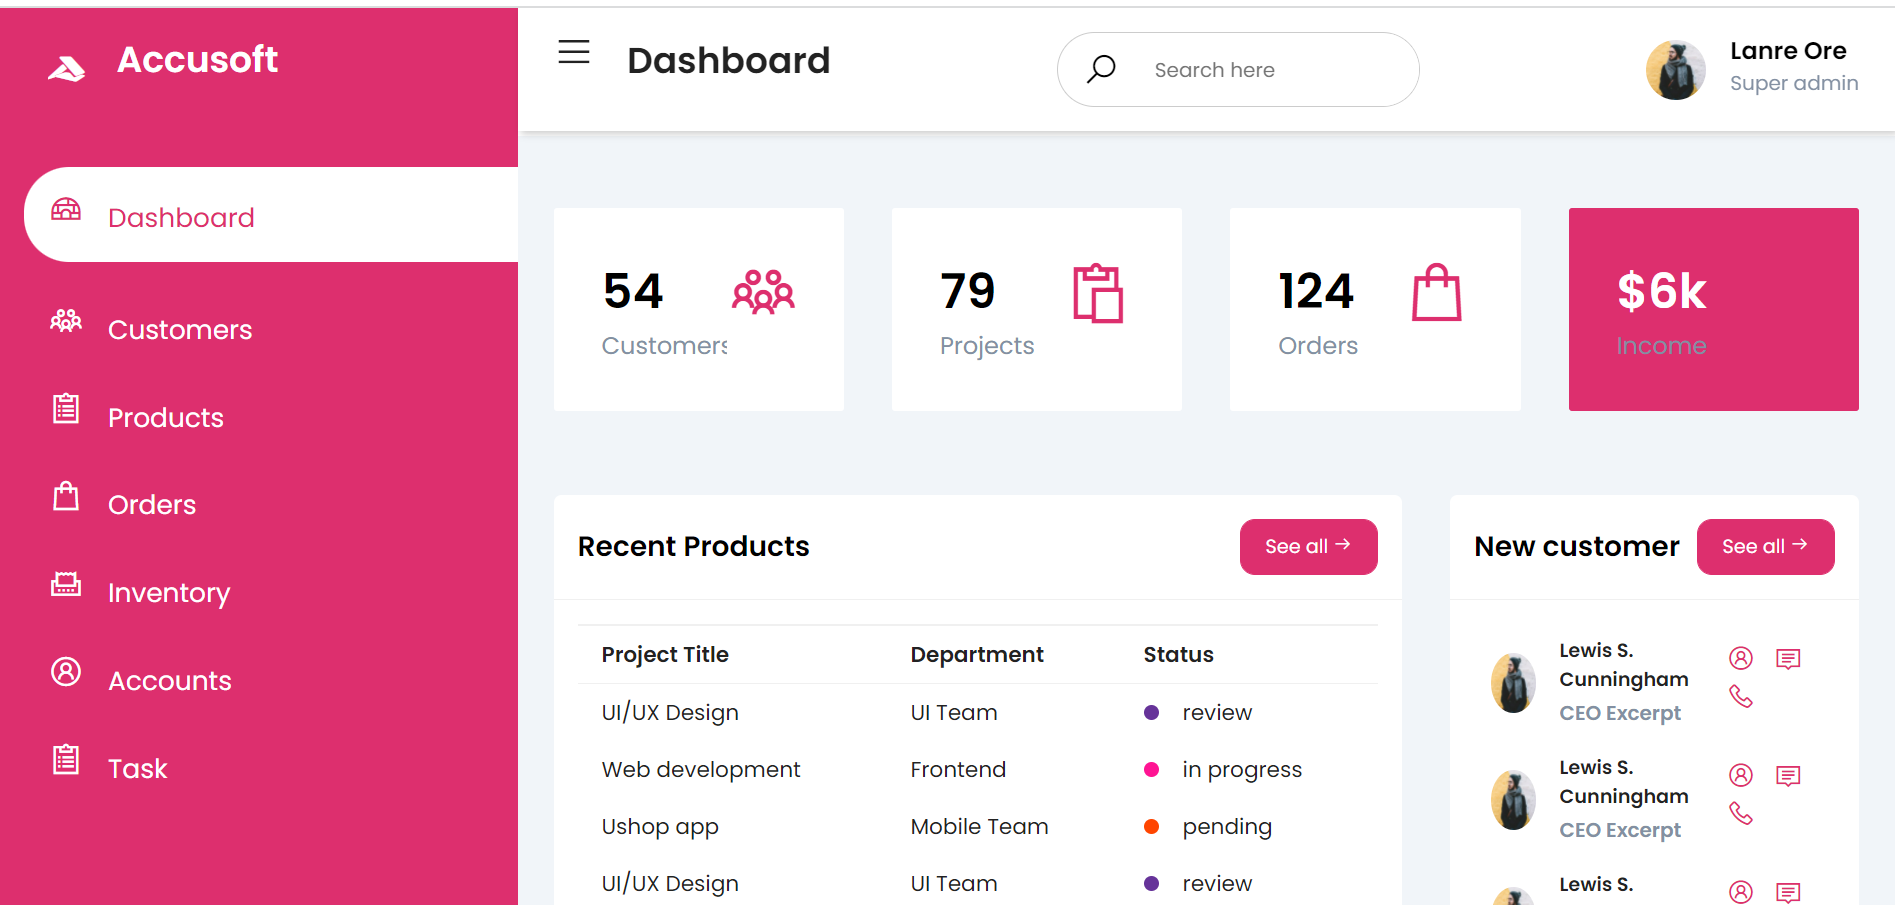 Accusoft
Dashboard
Customers
Products
Orders
Inventory
Accounts
Task
Dashboard
Search here
Lanre Ore
Super admin
54
Customers
79
Projects
124
Orders
$6k
Income
Recent Products
See all →
Project Title Department Status
UI/UX Design UI Team review
Web development Frontend in progress
Ushop app Mobile Team pending
UI/UX Design UI Team review
New customer
See all →
Lewis S.
Cunningham
CEO Excerpt
Lewis S.
Cunningham
CEO Excerpt
Lewis S.